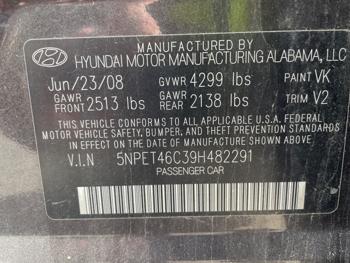 MANUFACTURED BY
HYUNDAI MOTOR MANUFACTURING ALABAMA, LLC
Jun/23/08 GVWR 4299 lbs PAINT VK
GAWR FRONT 2513 lbs GAWR REAR 2138 lbs TRIM V2
THIS VEHICLE CONFORMS TO ALL APPLICABLE U.S. FEDERAL
MOTOR VEHICLE SAFETY, BUMPER, AND THEFT PREVENTION
STANDARDS IN EFFECT ON THE DATE OF MANUFACTURE SHOWN ABOVE.
V.I.N 5NPET46C39H482291
PASSENGER CAR